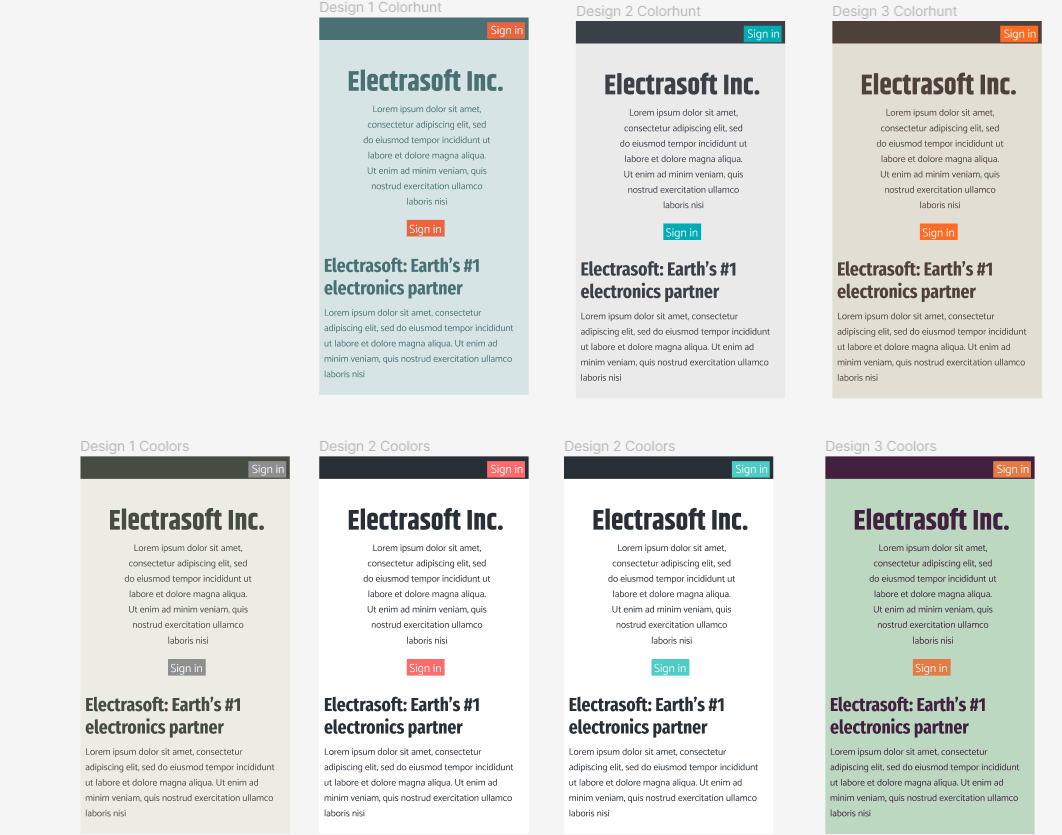 Design 1 Colorhunt
Sign in
Electrasoft Inc.
Lorem ipsum dolor sit amet,
consectetur adipiscing elit, sed
do eiusmod tempor incididunt ut
labore et dolore magna aliqua.
Ut enim ad minim veniam, quis
nostrud exercitation ullamco
laboris nisi
Sign in
Electrasoft: Earth's #1
electronics partner
Lorem ipsum dolor sit amet, consectetur
adipiscing elit, sed do eiusmod tempor incididunt
ut labore et dolore magna aliqua. Ut enim ad
minim veniam, quis nostrud exercitation ullamco
laboris nisi
Design 2 Colorhunt
Sign in
Electrasoft Inc.
Lorem ipsum dolor sit amet,
consectetur adipiscing elit, sed
do eiusmod tempor incididunt ut
labore et dolore magna aliqua.
Ut enim ad minim veniam, quis
nostrud exercitation ullamco
laboris nisi
Sign in
Electrasoft: Earth's #1
electronics partner
Lorem ipsum dolor sit amet, consectetur
adipiscing elit, sed do eiusmod tempor incididunt
ut labore et dolore magna aliqua. Ut enim ad
minim veniam, quis nostrud exercitation ullamco
laboris nisi
Design 3 Colorhunt
Sign in
Electrasoft Inc.
Lorem ipsum dolor sit amet,
consectetur adipiscing elit, sed
do eiusmod tempor incididunt ut
labore et dolore magna aliqua.
Ut enim ad minim veniam, quis
nostrud exercitation ullamco
laboris nisi
Sign in
Electrasoft: Earth's #1
electronics partner
Lorem ipsum dolor sit amet, consectetur
adipiscing elit, sed do eiusmod tempor incididunt
ut labore et dolore magna aliqua. Ut enim ad
minim veniam, quis nostrud exercitation ullamco
laboris nisi
Design 1 Coolors
Sign in
Electrasoft Inc.
Lorem ipsum dolor sit amet,
consectetur adipiscing elit, sed
do eiusmod tempor incididunt ut
labore et dolore magna aliqua.
Ut enim ad minim veniam, quis
nostrud exercitation ullamco
laboris nisi
Sign in
Electrasoft: Earth's #1
electronics partner
Lorem ipsum dolor sit amet, consectetur
adipiscing elit, sed do eiusmod tempor incididunt
ut labore et dolore magna aliqua. Ut enim ad
minim veniam, quis nostrud exercitation ullamco
laboris nisi
Design 2 Coolors
Sign in
Electrasoft Inc.
Lorem ipsum dolor sit amet,
consectetur adipiscing elit, sed
do eiusmod tempor incididunt ut
labore et dolore magna aliqua.
Ut enim ad minim veniam, quis
nostrud exercitation ullamco
laboris nisi
Sign in
Electrasoft: Earth's #1
electronics partner
Lorem ipsum dolor sit amet, consectetur
adipiscing elit, sed do eiusmod tempor incididunt
ut labore et dolore magna aliqua. Ut enim ad
minim veniam, quis nostrud exercitation ullamco
laboris nisi
Design 2 Coolors
Sign in
Electrasoft Inc.
Lorem ipsum dolor sit amet,
consectetur adipiscing elit, sed
do eiusmod tempor incididunt ut
labore et dolore magna aliqua.
Ut enim ad minim veniam, quis
nostrud exercitation ullamco
laboris nisi
Sign in
Electrasoft: Earth's #1
electronics partner
Lorem ipsum dolor sit amet, consectetur
adipiscing elit, sed do eiusmod tempor incididunt
ut labore et dolore magna aliqua. Ut enim ad
minim veniam, quis nostrud exercitation ullamco
laboris nisi
Design 3 Coolors
Sign in
Electrasoft Inc.
Lorem ipsum dolor sit amet,
consectetur adipiscing elit, sed
do eiusmod tempor incididunt ut
labore et dolore magna aliqua.
Ut enim ad minim veniam, quis
nostrud exercitation ullamco
laboris nisi
Sign in
Electrasoft: Earth's #1
electronics partner
Lorem ipsum dolor sit amet, consectetur
adipiscing elit, sed do eiusmod tempor incididunt
ut labore et dolore magna aliqua. Ut enim ad
minim veniam, quis nostrud exercitation ullamco
laboris nisi